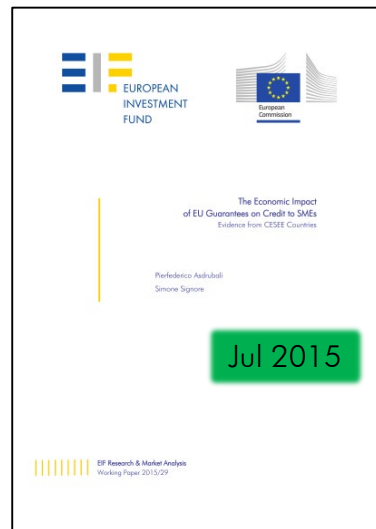 EUROPEAN
INVESTMENT
FUND
European
Commission
The Economic Impact
of EU Guarantees on Credit to SMEs
Evidence from CESEE Countries
Pierfederico Asdrubali
Simone Signore
Jul 2015
EIF Research & Market Analysis
Working Paper 2015/29